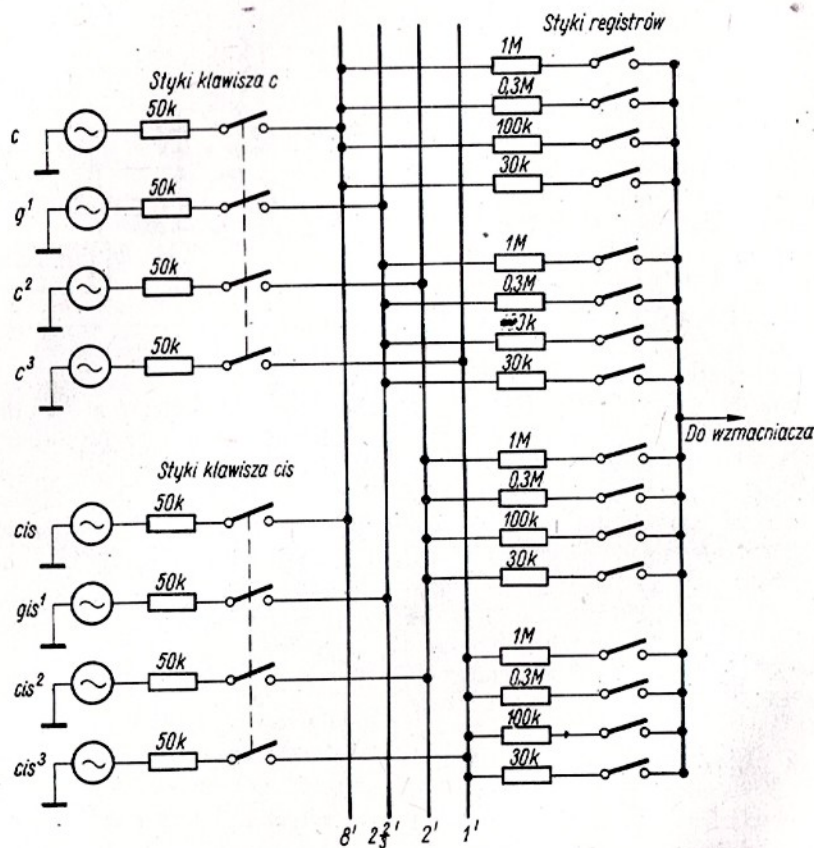 Styki registrów
1M
0,3M
100k
30k
Styki klawisza c
c
50k
g¹
50k
c²
50k
c³
50k
1M
0,3M
30k
1M
0,3M
100k
30k
1M
0,3M
100k
30k
Do wzmacniacza
Styki klawisza cis
cis
50k
gis¹
50k
cis²
50k
cis³
50k
8' 2⅔' 2' 1'